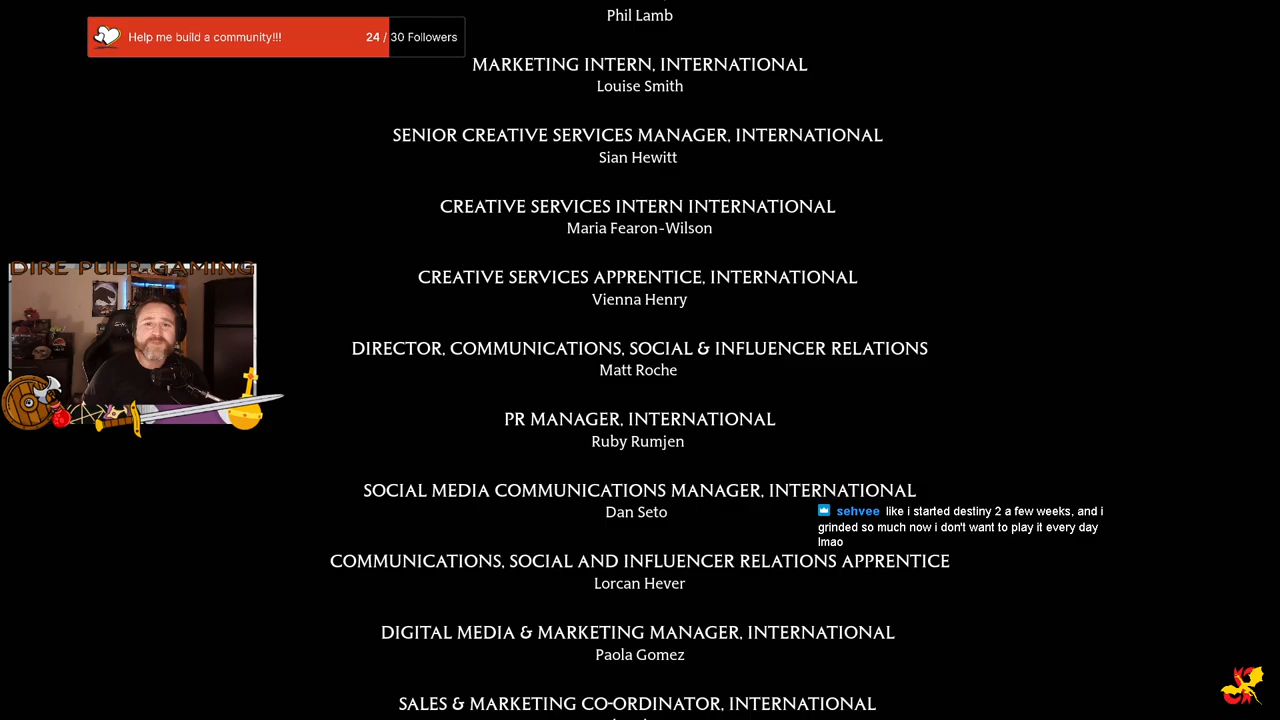 Phil Lamb
Help me build a community!!! 24 / 30 Followers
MARKETING INTERN, INTERNATIONAL
Louise Smith
SENIOR CREATIVE SERVICES MANAGER, INTERNATIONAL
Sian Hewitt
CREATIVE SERVICES INTERN INTERNATIONAL
Maria Fearon-Wilson
DIRE PULP GAMING
CREATIVE SERVICES APPRENTICE, INTERNATIONAL
Vienna Henry
DIRECTOR, COMMUNICATIONS, SOCIAL & INFLUENCER RELATIONS
Matt Roche
PR MANAGER, INTERNATIONAL
Ruby Rumjen
SOCIAL MEDIA COMMUNICATIONS MANAGER, INTERNATIONAL
Dan Seto
sehvee like i started destiny 2 a few weeks, and i
grinded so much now i don't want to play it every day
lmao
COMMUNICATIONS, SOCIAL AND INFLUENCER RELATIONS APPRENTICE
Lorcan Hever
DIGITAL MEDIA & MARKETING MANAGER, INTERNATIONAL
Paola Gomez
SALES & MARKETING CO-ORDINATOR, INTERNATIONAL